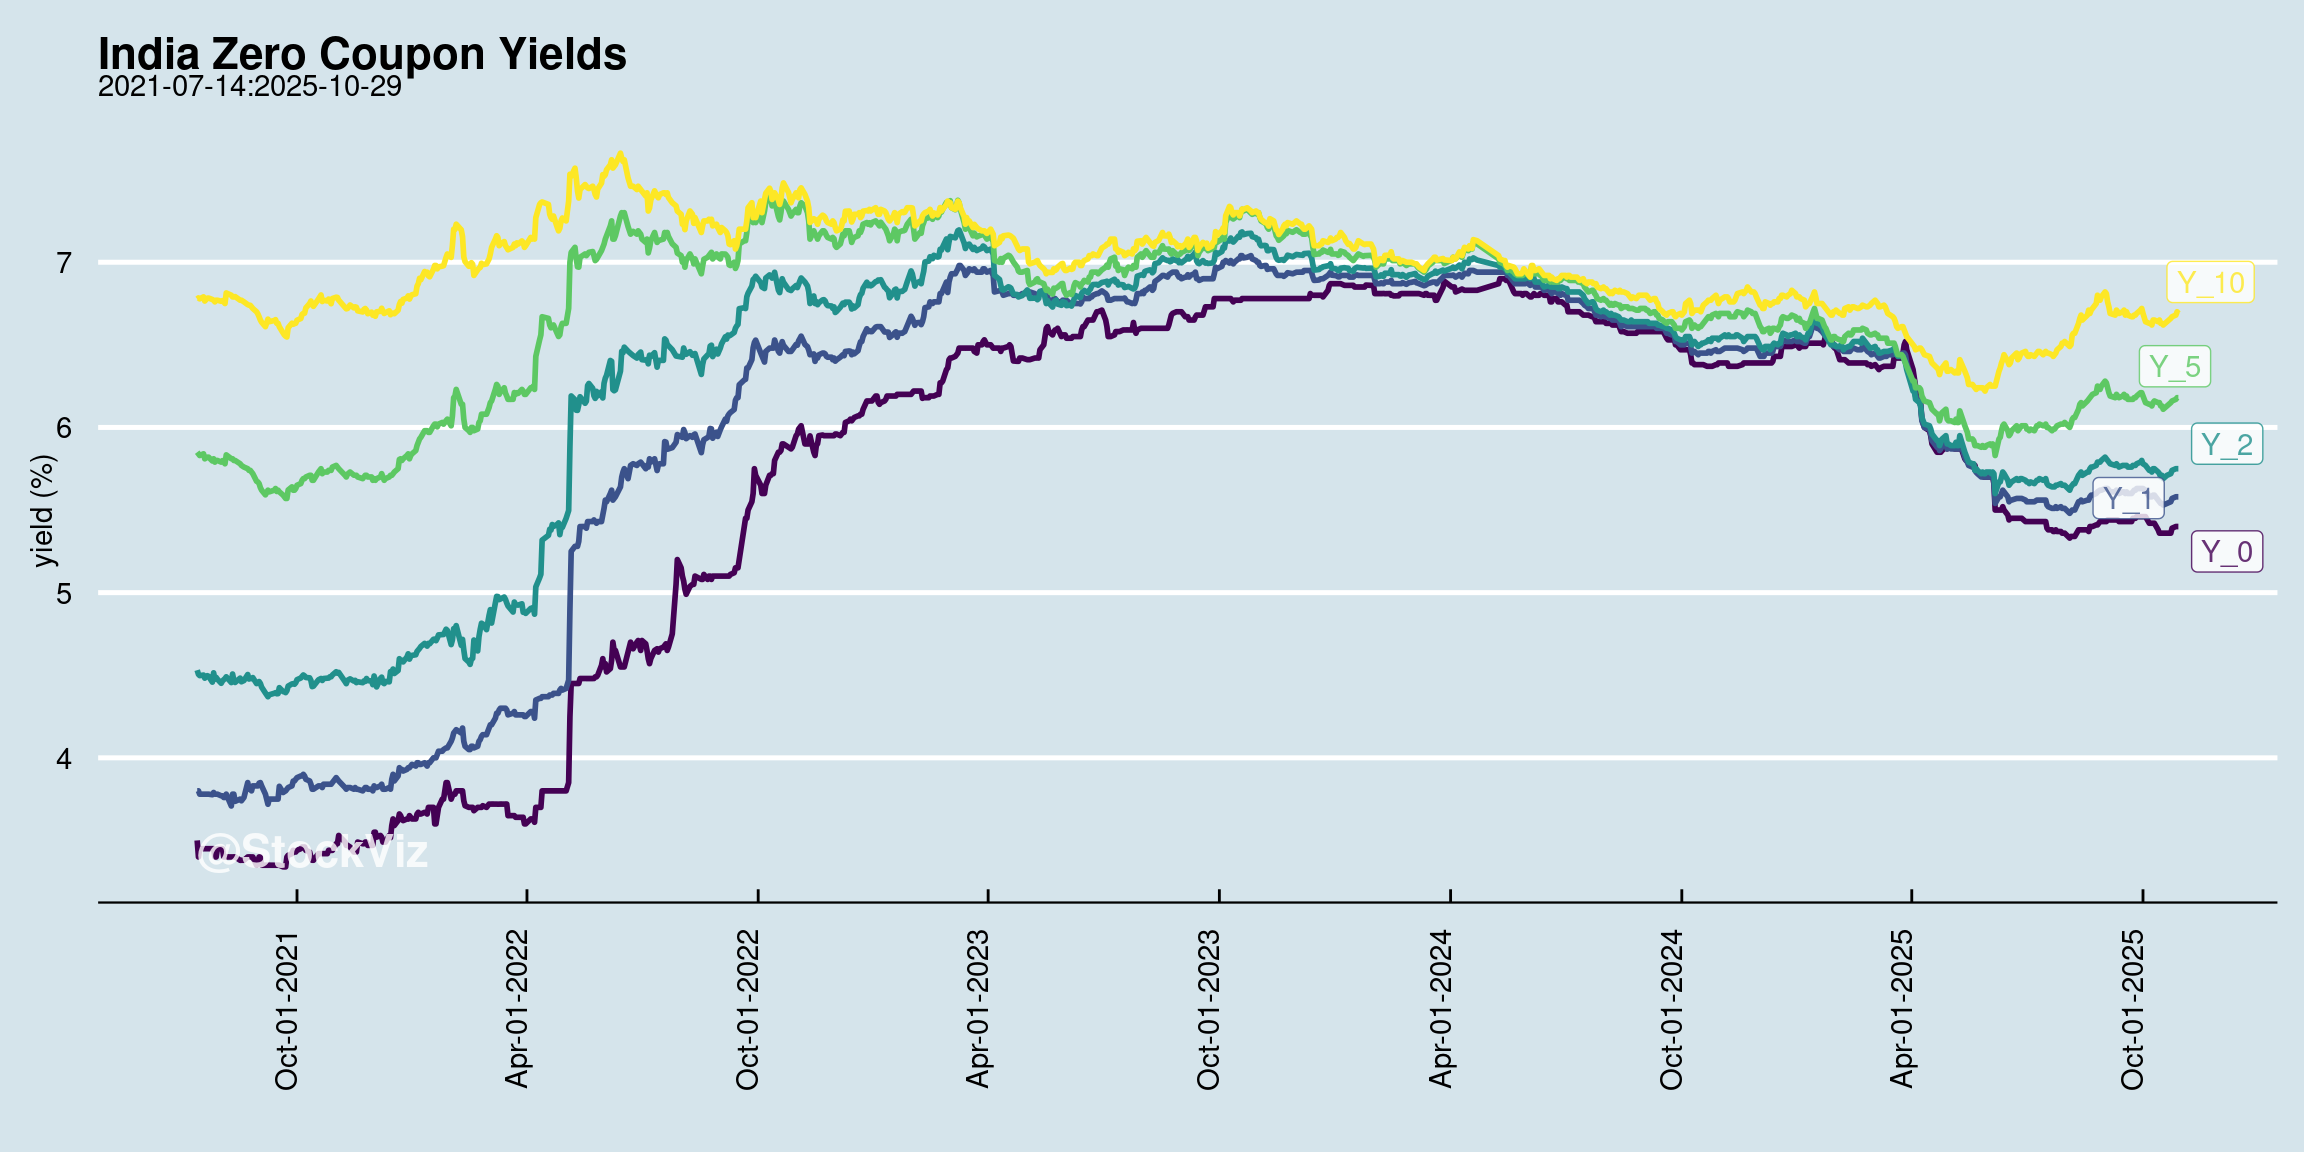 India Zero Coupon Yields
2021-07-14:2025-10-29
yield (%)
7
6
5
4
Y_10
Y_5
Y_2
Y_1
Y_0
@StockViz
Oct-01-2021
Apr-01-2022
Oct-01-2022
Apr-01-2023
Oct-01-2023
Apr-01-2024
Oct-01-2024
Apr-01-2025
Oct-01-2025